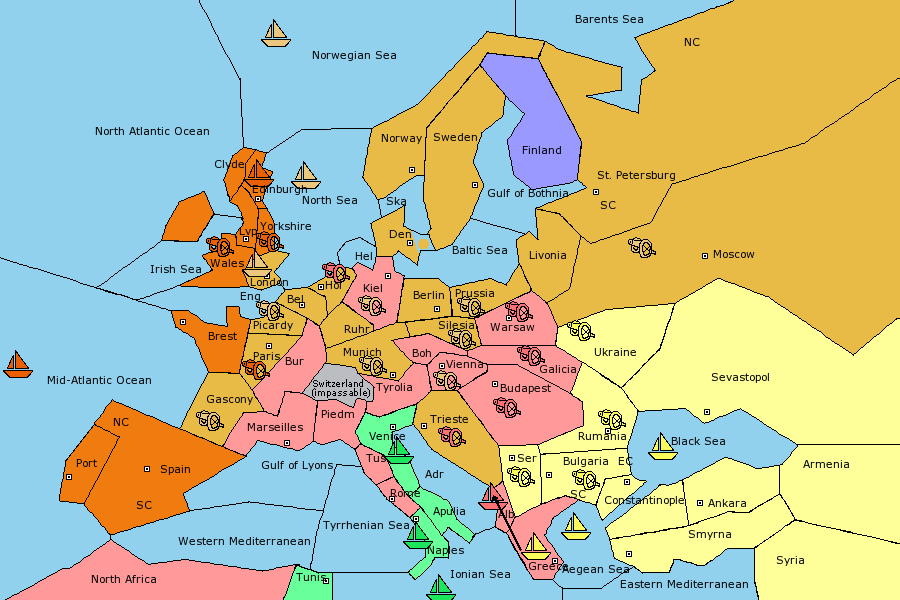 Barents Sea
NC
Norwegian Sea
North Atlantic Ocean
Norway
Sweden
Finland
Clyde
Edinburgh
St. Petersburg
Gulf of Bothnia
North Sea
Ska
SC
Yorkshire
Lvp
Den
Baltic Sea
Livonia
Moscow
Hel
Wales
Irish Sea
London
Hol
Kiel
Eng
Bel
Berlin
Prussia
Picardy
Ruhr
Silesia
Warsaw
Brest
Paris
Munich
Boh
Ukraine
Bur
Vienna
Galicia
Mid-Atlantic Ocean
Switzerland
(impassable)
Tyrolia
Budapest
Sevastopol
Gascony
NC
Piedm
Trieste
Marseilles
Venice
Rumania
Black Sea
Port
Spain
Gulf of Lyons
Tus
Ser
Bulgaria
EC
Armenia
Adr
Rome
SC
Constantinople
Ankara
SC
Apulia
Alb
Tyrrhenian Sea
Smyrna
Western Mediterranean
Naples
Syria
North Africa
Tunis
Ionian Sea
Greece
Aegean Sea
Eastern Mediterranean